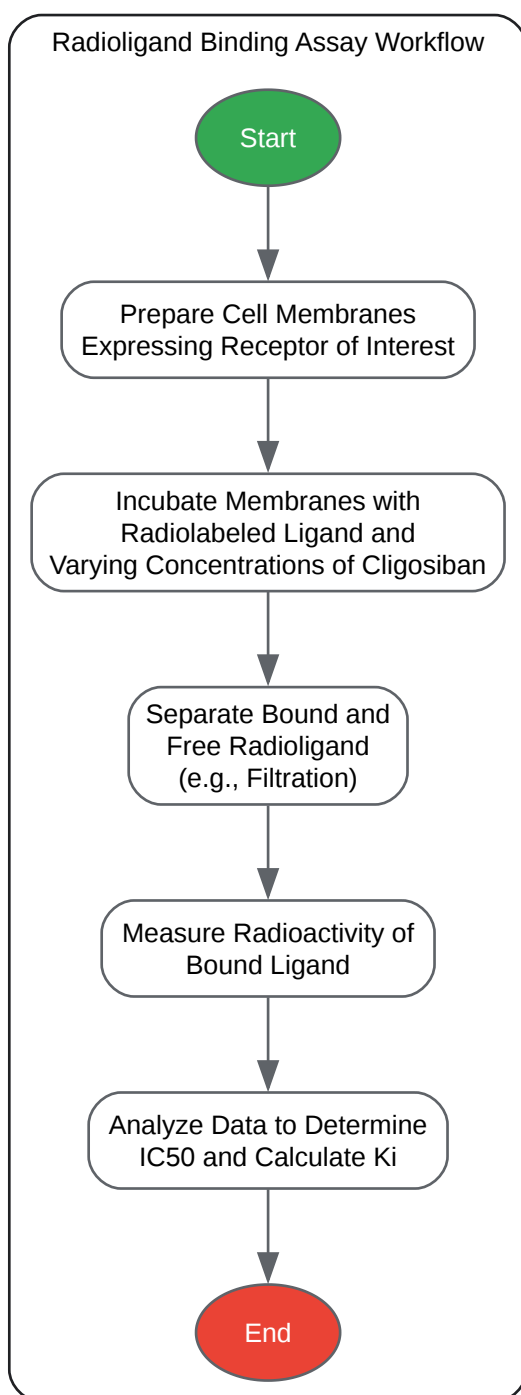 Radioligand Binding Assay Workflow
Start
Prepare Cell Membranes
Expressing Receptor of Interest
Incubate Membranes with
Radiolabeled Ligand and
Varying Concentrations of Cligosiban
Separate Bound and
Free Radioligand
(e.g., Filtration)
Measure Radioactivity of
Bound Ligand
Analyze Data to Determine
IC50 and Calculate Ki
End